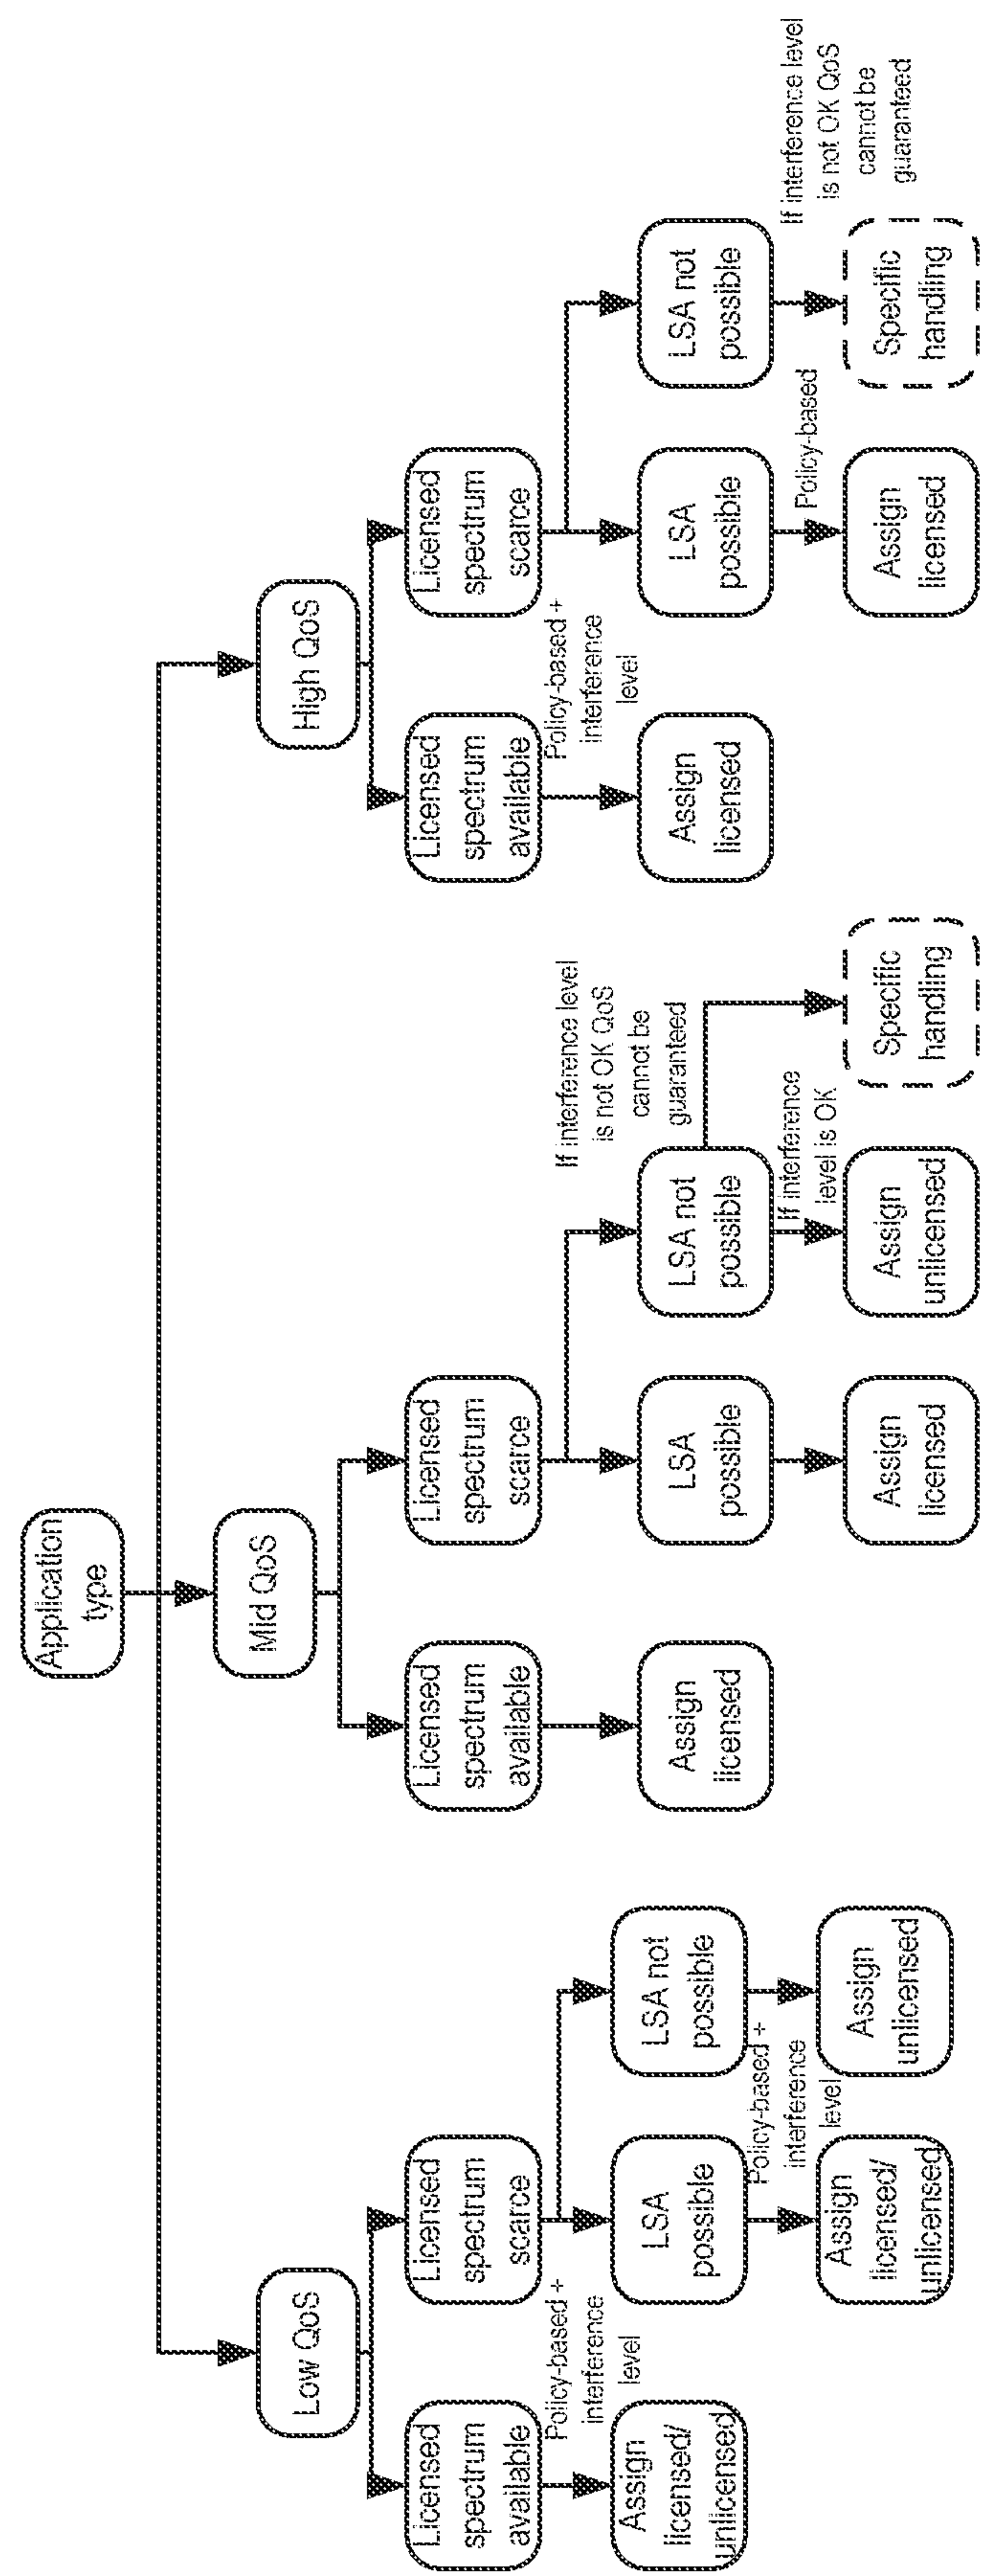 Application
type
Low QoS
Mid QoS
High QoS
Licensed
spectrum
available
Licensed
spectrum
scarce
Licensed
spectrum
available
Licensed
spectrum
scarce
Licensed
spectrum
available
Licensed
spectrum
scarce
Policy-based +
interference
level
If interference level
is not OK QoS
cannot be
guaranteed
Policy-based +
interference
level
Assign
licensed/
unlicensed
LSA
possible
LSA not
possible
Assign
licensed
LSA
possible
LSA not
possible
Assign
licensed
LSA
possible
LSA not
possible
Policy-based +
interference
level
If interference
level is OK
Policy-based
If interference level
is not OK QoS
cannot be
guaranteed
Assign
licensed/
unlicensed
Assign
unlicensed
Assign
licensed
Assign
unlicensed
Specific
handling
Assign
licensed
Specific
handling